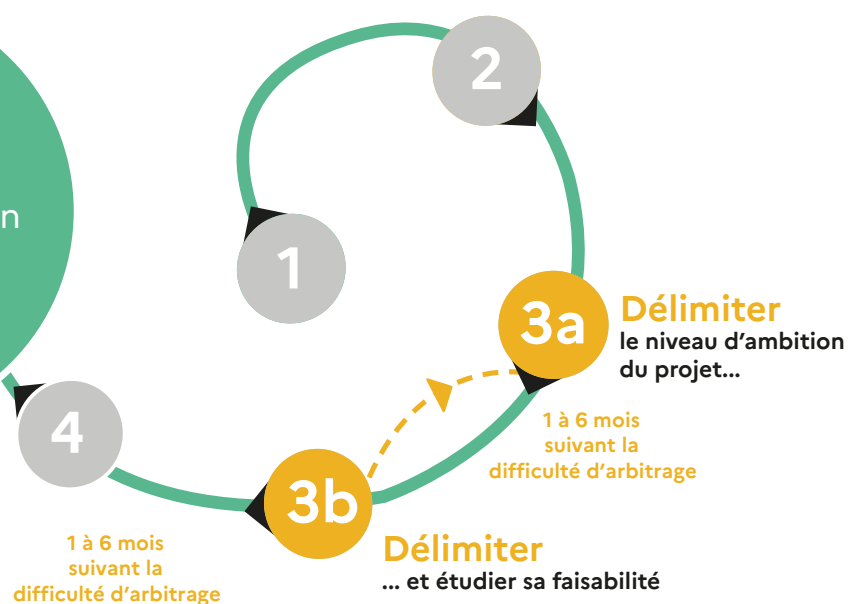 n
2
1
3a
Délimiter
le niveau d’ambition
du projet...
1 à 6 mois
suivant la
difficulté d’arbitrage
4
3b
Délimiter
... et étudier sa faisabilité
1 à 6 mois
suivant la
difficulté d’arbitrage